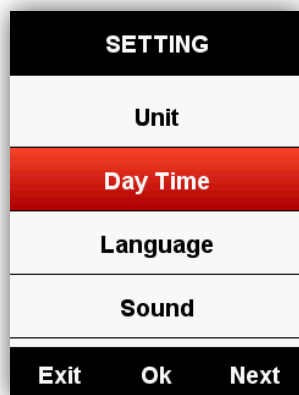 SETTING
Unit
Day Time
Language
Sound
Exit Ok Next